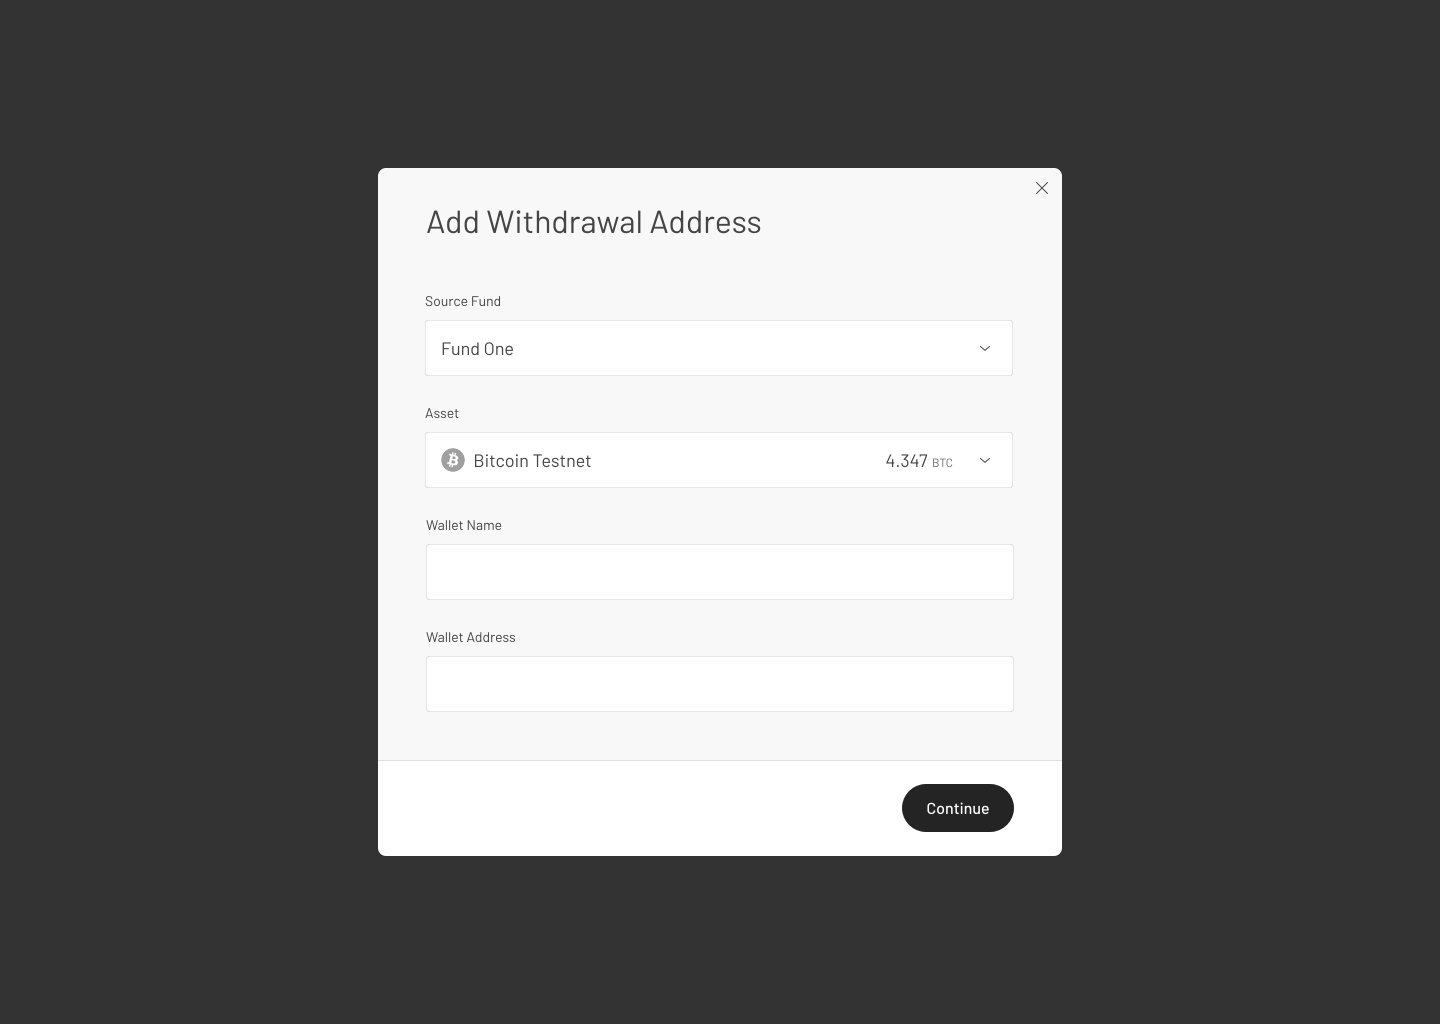 Add Withdrawal Address
Source Fund
Fund One
Asset
Bitcoin Testnet 4.347 BTC
Wallet Name
Wallet Address
Continue